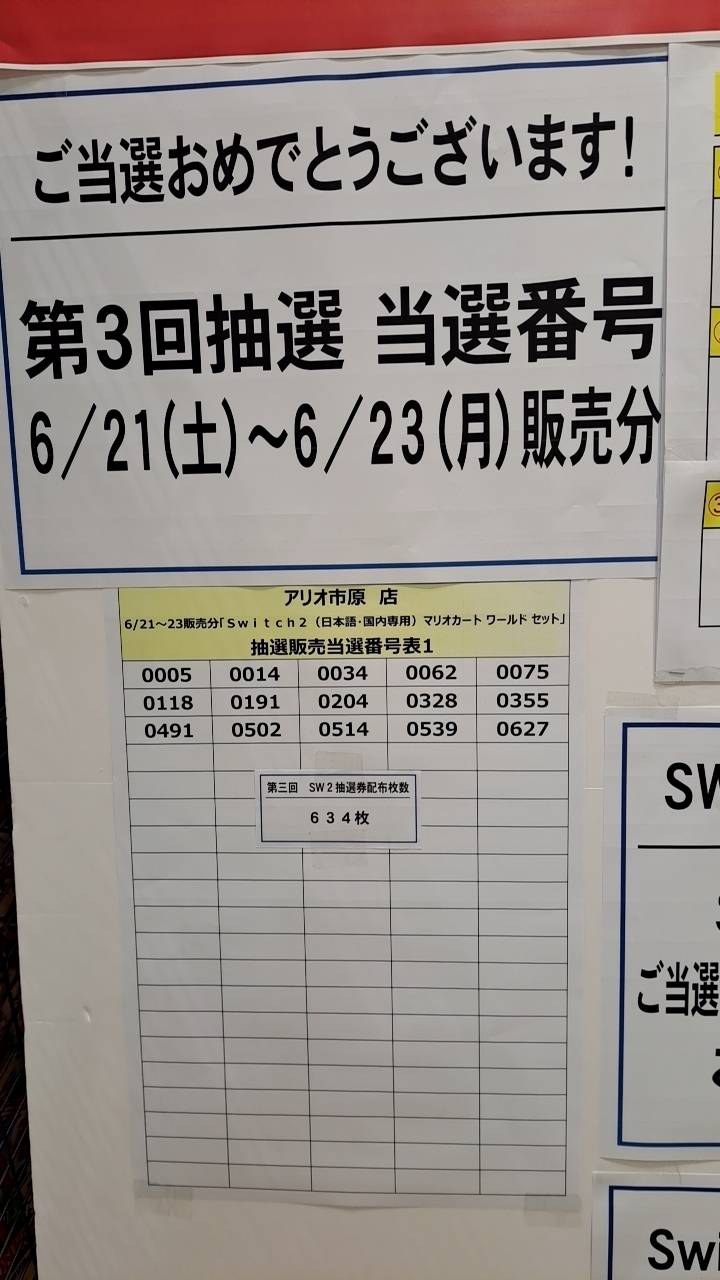 ご当選おめでとうございます!
第3回抽選 当選番号
6/21(土)~6/23(月)販売分
アリオ市原 店
6/21~23販売分「Switch2(日本語・国内専用)マリオカート ワールド セット」
抽選販売当選番号表1
0005 0014 0034 0062 0075
0118 0191 0204 0328 0355
0491 0502 0514 0539 0627
第三回 SW2抽選券配布枚数
634枚
SW
ご当選
Swi